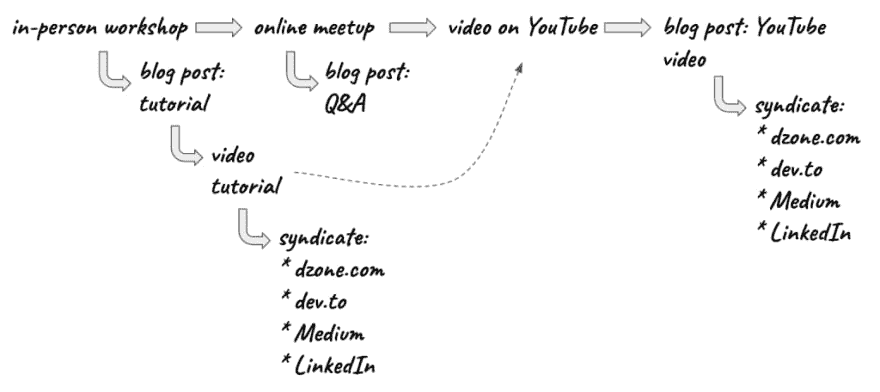 in-person workshop
online meetup
video on YouTube
blog post: YouTube
video
blog post:
tutorial
blog post:
Q&A
syndicate:
* dzone.com
* dev.to
* Medium
* LinkedIn
video
tutorial
syndicate:
* dzone.com
* dev.to
* Medium
* LinkedIn